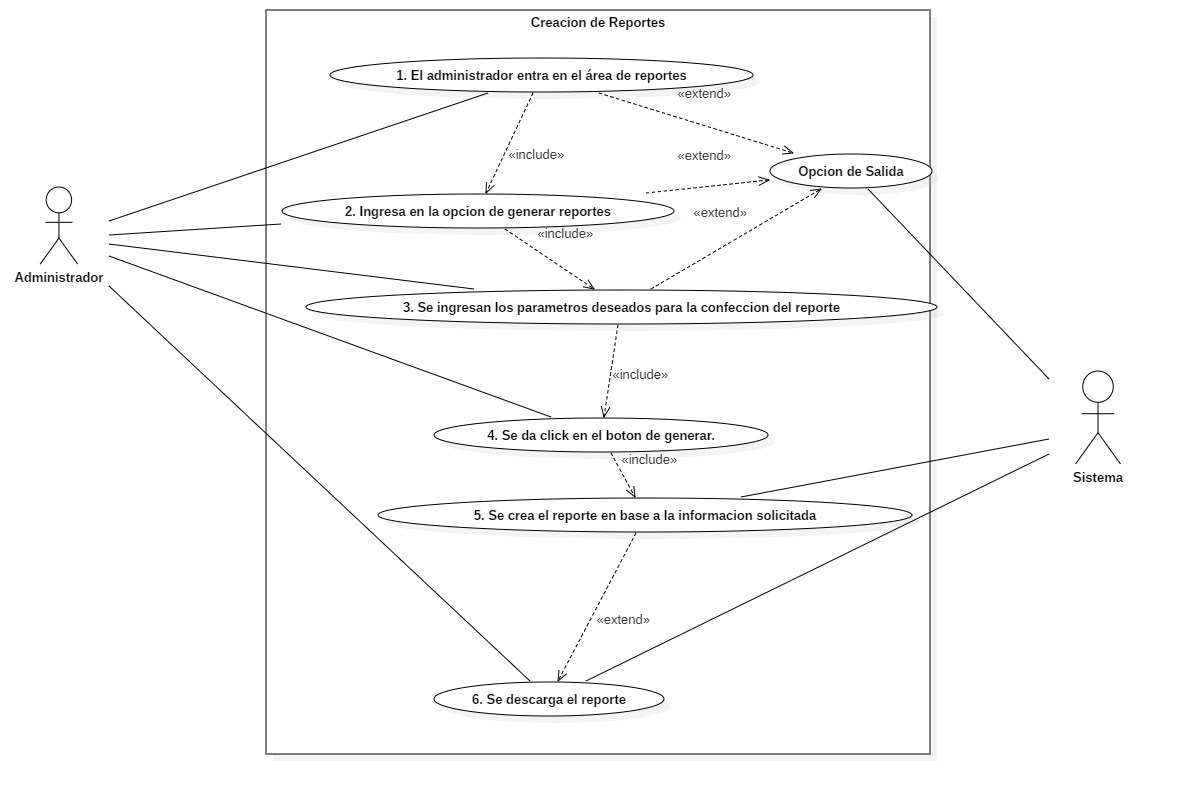 Creacion de Reportes
1. El administrador entra en el área de reportes
«extend»
«include»
«extend»
Opcion de Salida
2. Ingresa en la opcion de generar reportes
«extend»
«include»
Administrador
3. Se ingresan los parametros deseados para la confeccion del reporte
«include»
4. Se da click en el boton de generar.
«include»
Sistema
5. Se crea el reporte en base a la informacion solicitada
«extend»
6. Se descarga el reporte